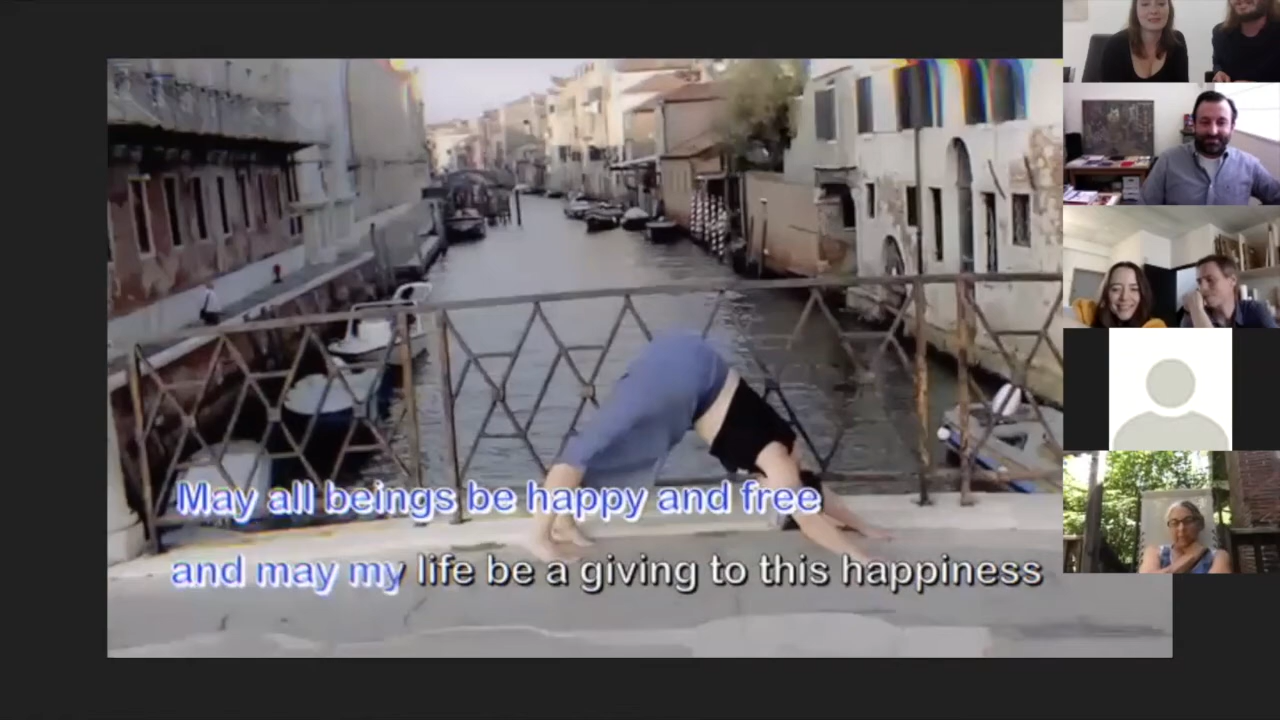 May all beings be happy and free
and may my life be a giving to this happiness